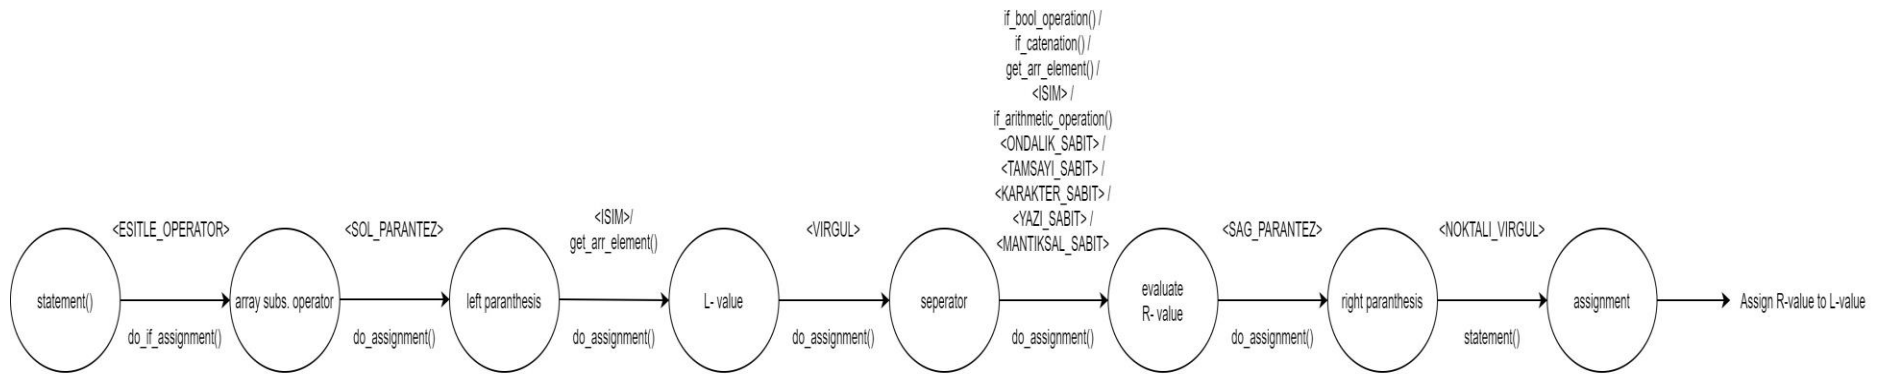 if_bool_operation() /
if_catenation() /
get_arr_element() /
<ISIM> /
if_arithmetic_operation()
<ONDALIK_SABIT> /
<TAMSAYI_SABIT> /
<KARAKTER_SABIT> /
<YAZI_SABIT> /
<MANTIKSAL_SABIT>
<ESITLE_OPERATOR>
<SOL_PARANTEZ>
<ISIM>/
get_arr_element()
<VIRGUL>
<SAG_PARANTEZ>
<NOKTALI_VIRGUL>
statement()
array subs. operator
left paranthesis
L- value
seperator
evaluate
R- value
right paranthesis
assignment
Assign R-value to L-value
do_if_assignment()
do_assignment()
do_assignment()
do_assignment()
do_assignment()
do_assignment()
statement()